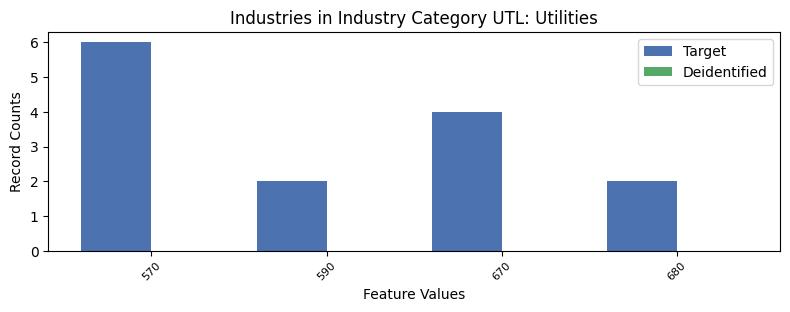 Industries in Industry Category UTL: Utilities
Target
Deidentified
Record Counts
6
5
4
3
2
1
0
570
590
670
680
Feature Values